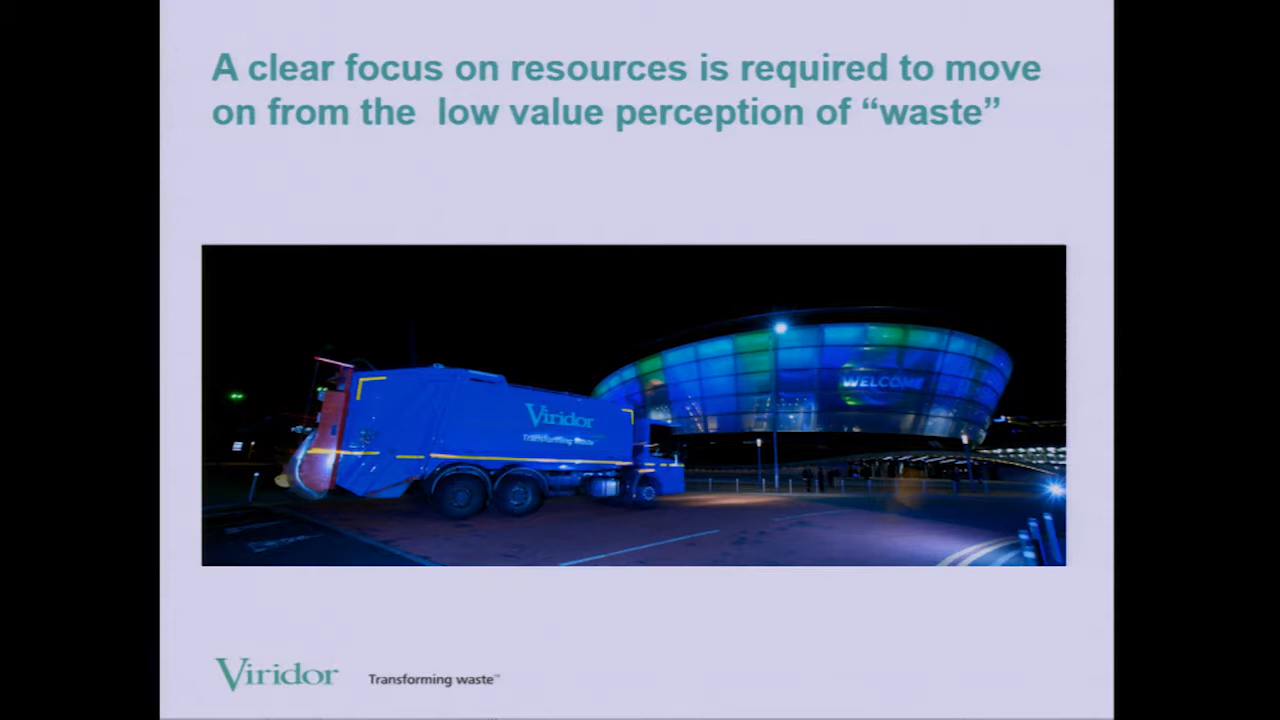 A clear focus on resources is required to move
on from the low value perception of “waste”
WELCOME
Viridor
Transforming waste
Viridor
Transforming waste™